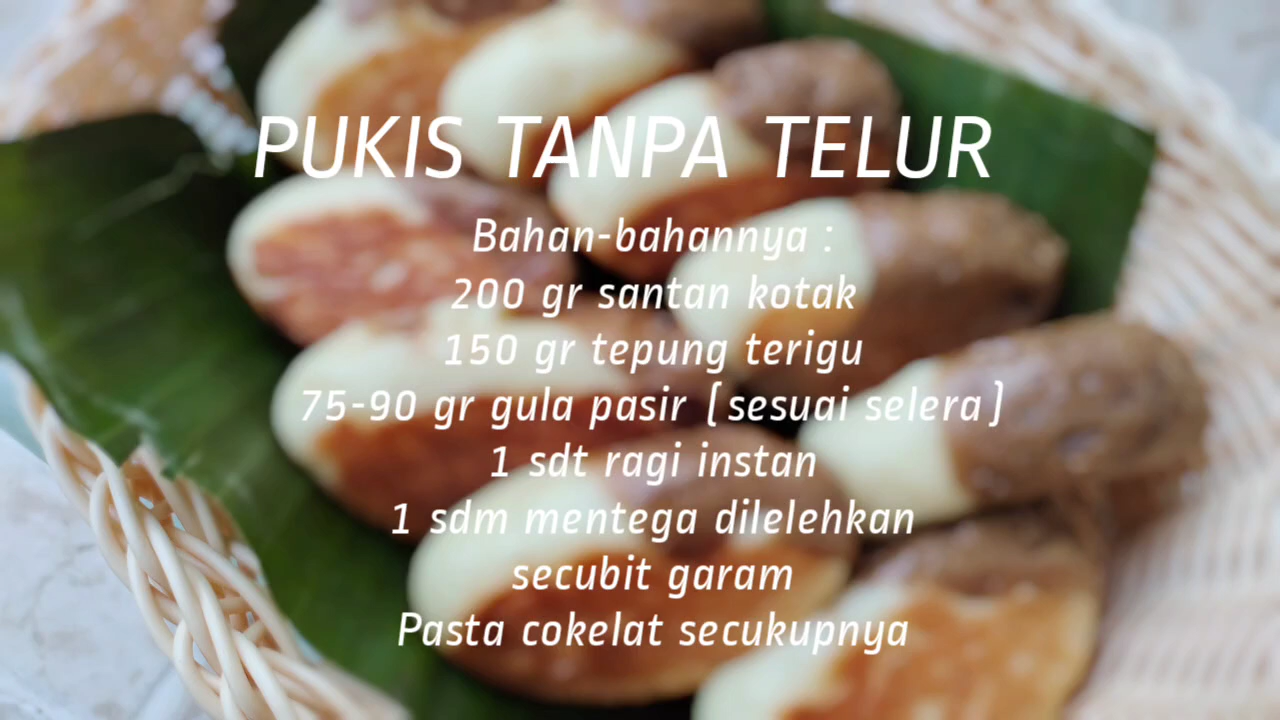 PUKIS TANPA TELUR
Bahan-bahannya :
200 gr santan kotak
150 gr tepung terigu
75-90 gr gula pasir (sesuai selera)
1 sdt ragi instan
1 sdm mentega dilelehkan
secubit garam
Pasta cokelat secukupnya